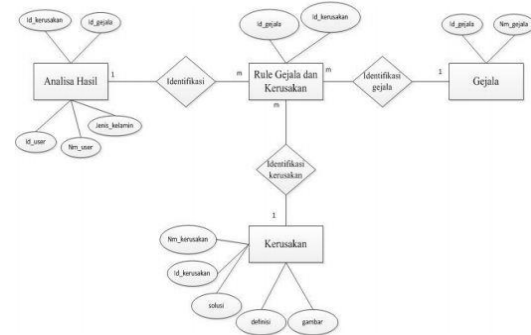 Id_kerusakan
Id_gejala
Id_gejala
Id_kerusakan
Id_gejala
Nm_gejala
Analisa Hasil
1
Identifikasi
m
Rule Gejala dan
Kerusakan
m
Identifikasi
gejala
1
Gejala
m
Jenis_kelamin
Id_user
Nm_user
Identifikasi
kerusakan
1
Nm_kerusakan
Kerusakan
Id_kerusakan
solusi
definisi
gambar